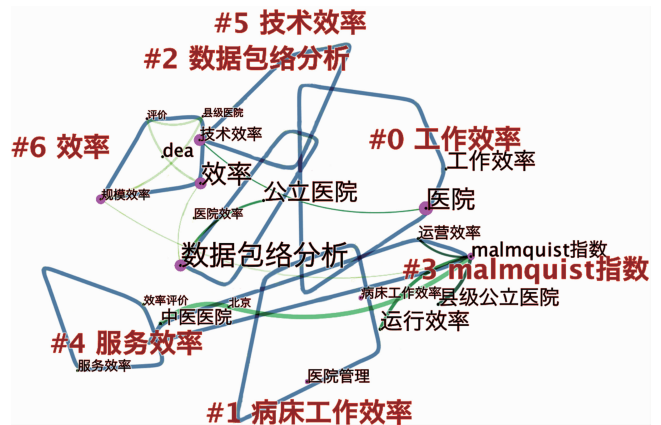 #5 技术效率
#2 数据包络分析
评价
县级医院
技术效率
#0 工作效率
#6 效率
dea
工作效率
效率
规模效率
公立医院
医院
医院效率
运营效率
数据包络分析
malmquist指数
#3 malmquist指数
效率评价
北京
病床工作效率
县级公立医院
中医医院
运行效率
#4 服务效率
服务效率
医院管理
#1 病床工作效率